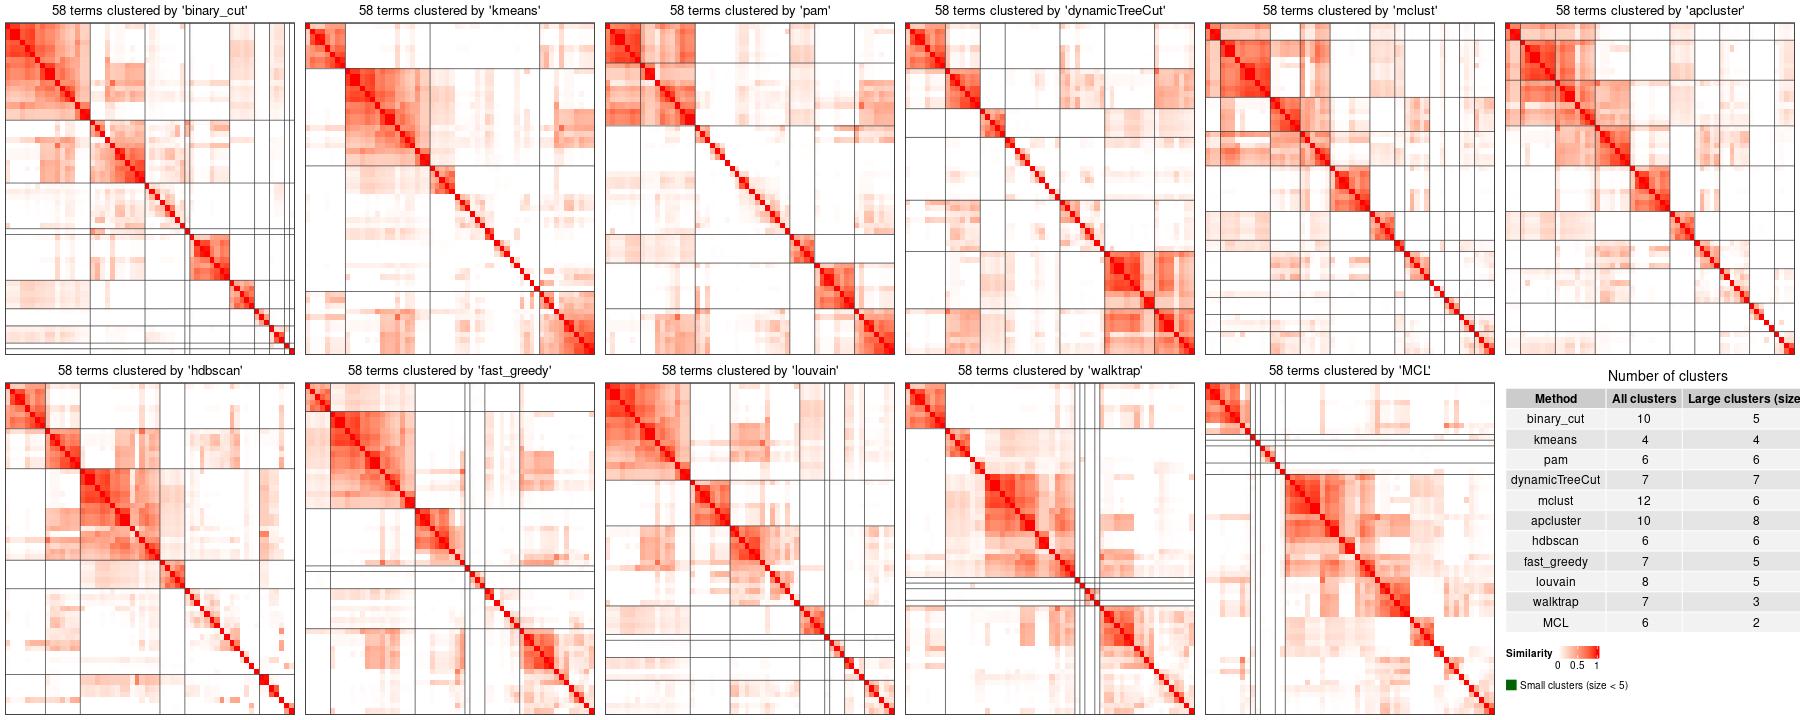 58 terms clustered by 'binary_cut'
58 terms clustered by 'kmeans'
58 terms clustered by 'pam'
58 terms clustered by 'dynamicTreeCut'
58 terms clustered by 'mclust'
58 terms clustered by 'apcluster'
58 terms clustered by 'hdbscan'
58 terms clustered by 'fast_greedy'
58 terms clustered by 'louvain'
58 terms clustered by 'walktrap'
58 terms clustered by 'MCL'
Number of clusters
Method All clusters Large clusters (size
binary_cut 10 5
kmeans 4 4
pam 6 6
dynamicTreeCut 7 7
mclust 12 6
apcluster 10 8
hdbscan 6 6
fast_greedy 7 5
louvain 8 5
walktrap 7 3
MCL 6 2
Similarity
0 0.5 1
Small clusters (size < 5)